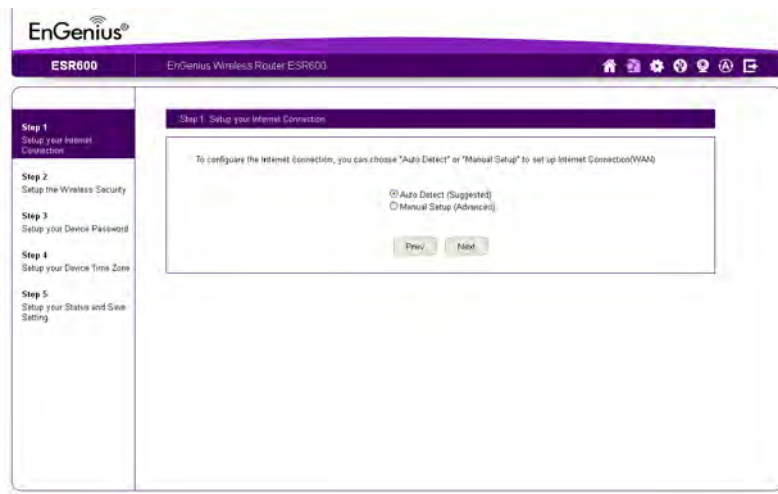 EnGenius®
ESR600
EnGenius Wireless Router ESR600
Step 1
Setup your Internet
Connection
Step 2
Setup the Wireless Security
Step 3
Setup your Device Password
Step 4
Setup your Device Time Zone
Step 5
Setup your Status and Save
Setting
Step 1: Setup your Internet Connection
To configuare the internet connection, you can choose "Auto Detect" or "Manual Setup" to set up Internet Connection(WAN)
Auto Detect (Suggested)
Manual Setup (Advanced)
Prev Next